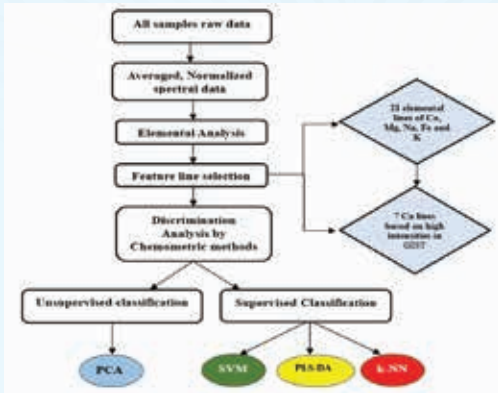 All samples raw data
Averaged, Normalized
spectral data
Elemental Analysis
Feature line selection
21 elemental
lines of Ca,
Mg, Na, Fe and
K
7 Ca lines
based on high
intensities in
Discrimination
Analysis by
Chemometric methods
Unsupervised classification
Supervised Classification
PCA
SVM
PLS-DA
k-NN